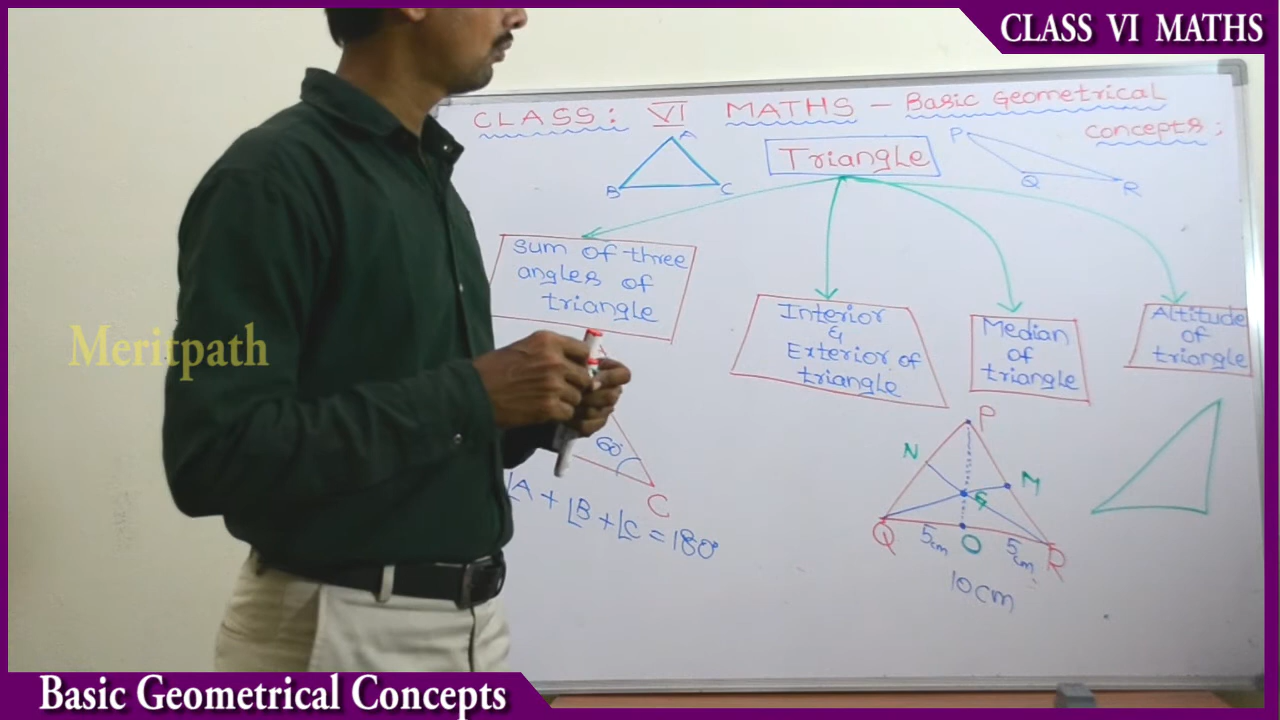 CLASS VI MATHS
CLASS: VI MATHS - Basic Geometrical
Concepts:
Triangle
A
B
C
P
Q
R
Sum of three
angles of
triangle
Interior
&
Exterior of
triangle
Median
of
triangle
Altitude
of
triangle
Meritpath
60°
C
∠A + ∠B + ∠C = 180°
P
N
M
G
Q
5cm
O
5cm
R
10cm
Basic Geometrical Concepts